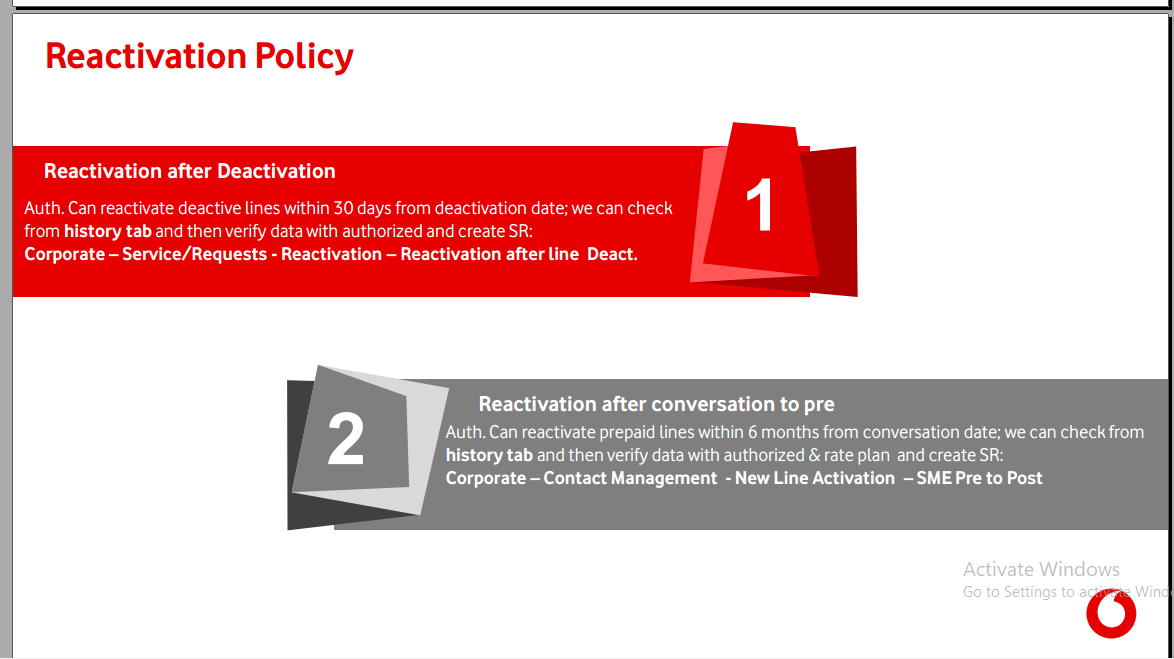 Reactivation Policy
Reactivation after Deactivation
1
Auth. Can reactivate deactive lines within 30 days from deactivation date; we can check
from history tab and then verify data with authorized and create SR:
Corporate – Service/Requests - Reactivation – Reactivation after line Deact.
2
Reactivation after conversation to pre
Auth. Can reactivate prepaid lines within 6 months from conversation date; we can check from
history tab and then verify data with authorized & rate plan and create SR:
Corporate – Contact Management - New Line Activation – SME Pre to Post
Activate Windows
Go to Settings to activate Wind